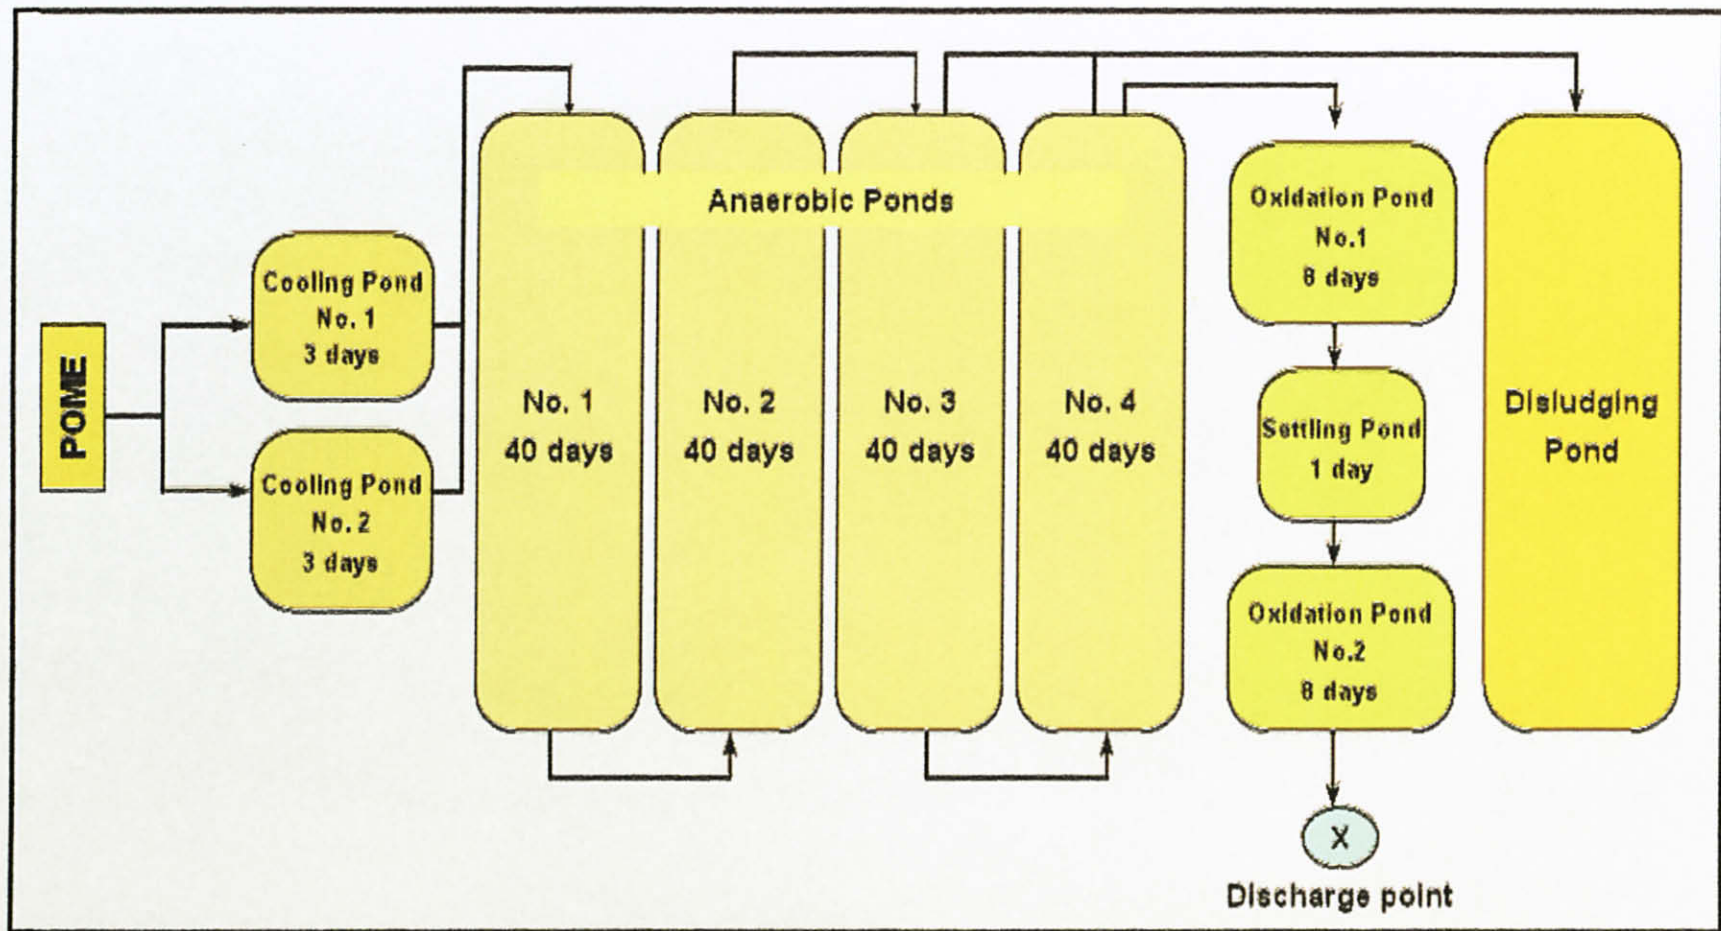 POME
Cooling Pond
No. 1
3 days
Cooling Pond
No. 2
3 days
Anaerobic Ponds
No. 1
40 days
No. 2
40 days
No. 3
40 days
No. 4
40 days
Oxidation Pond
No.1
8 days
Settling Pond
1 day
Oxidation Pond
No.2
8 days
X
Discharge point
Disludging
Pond